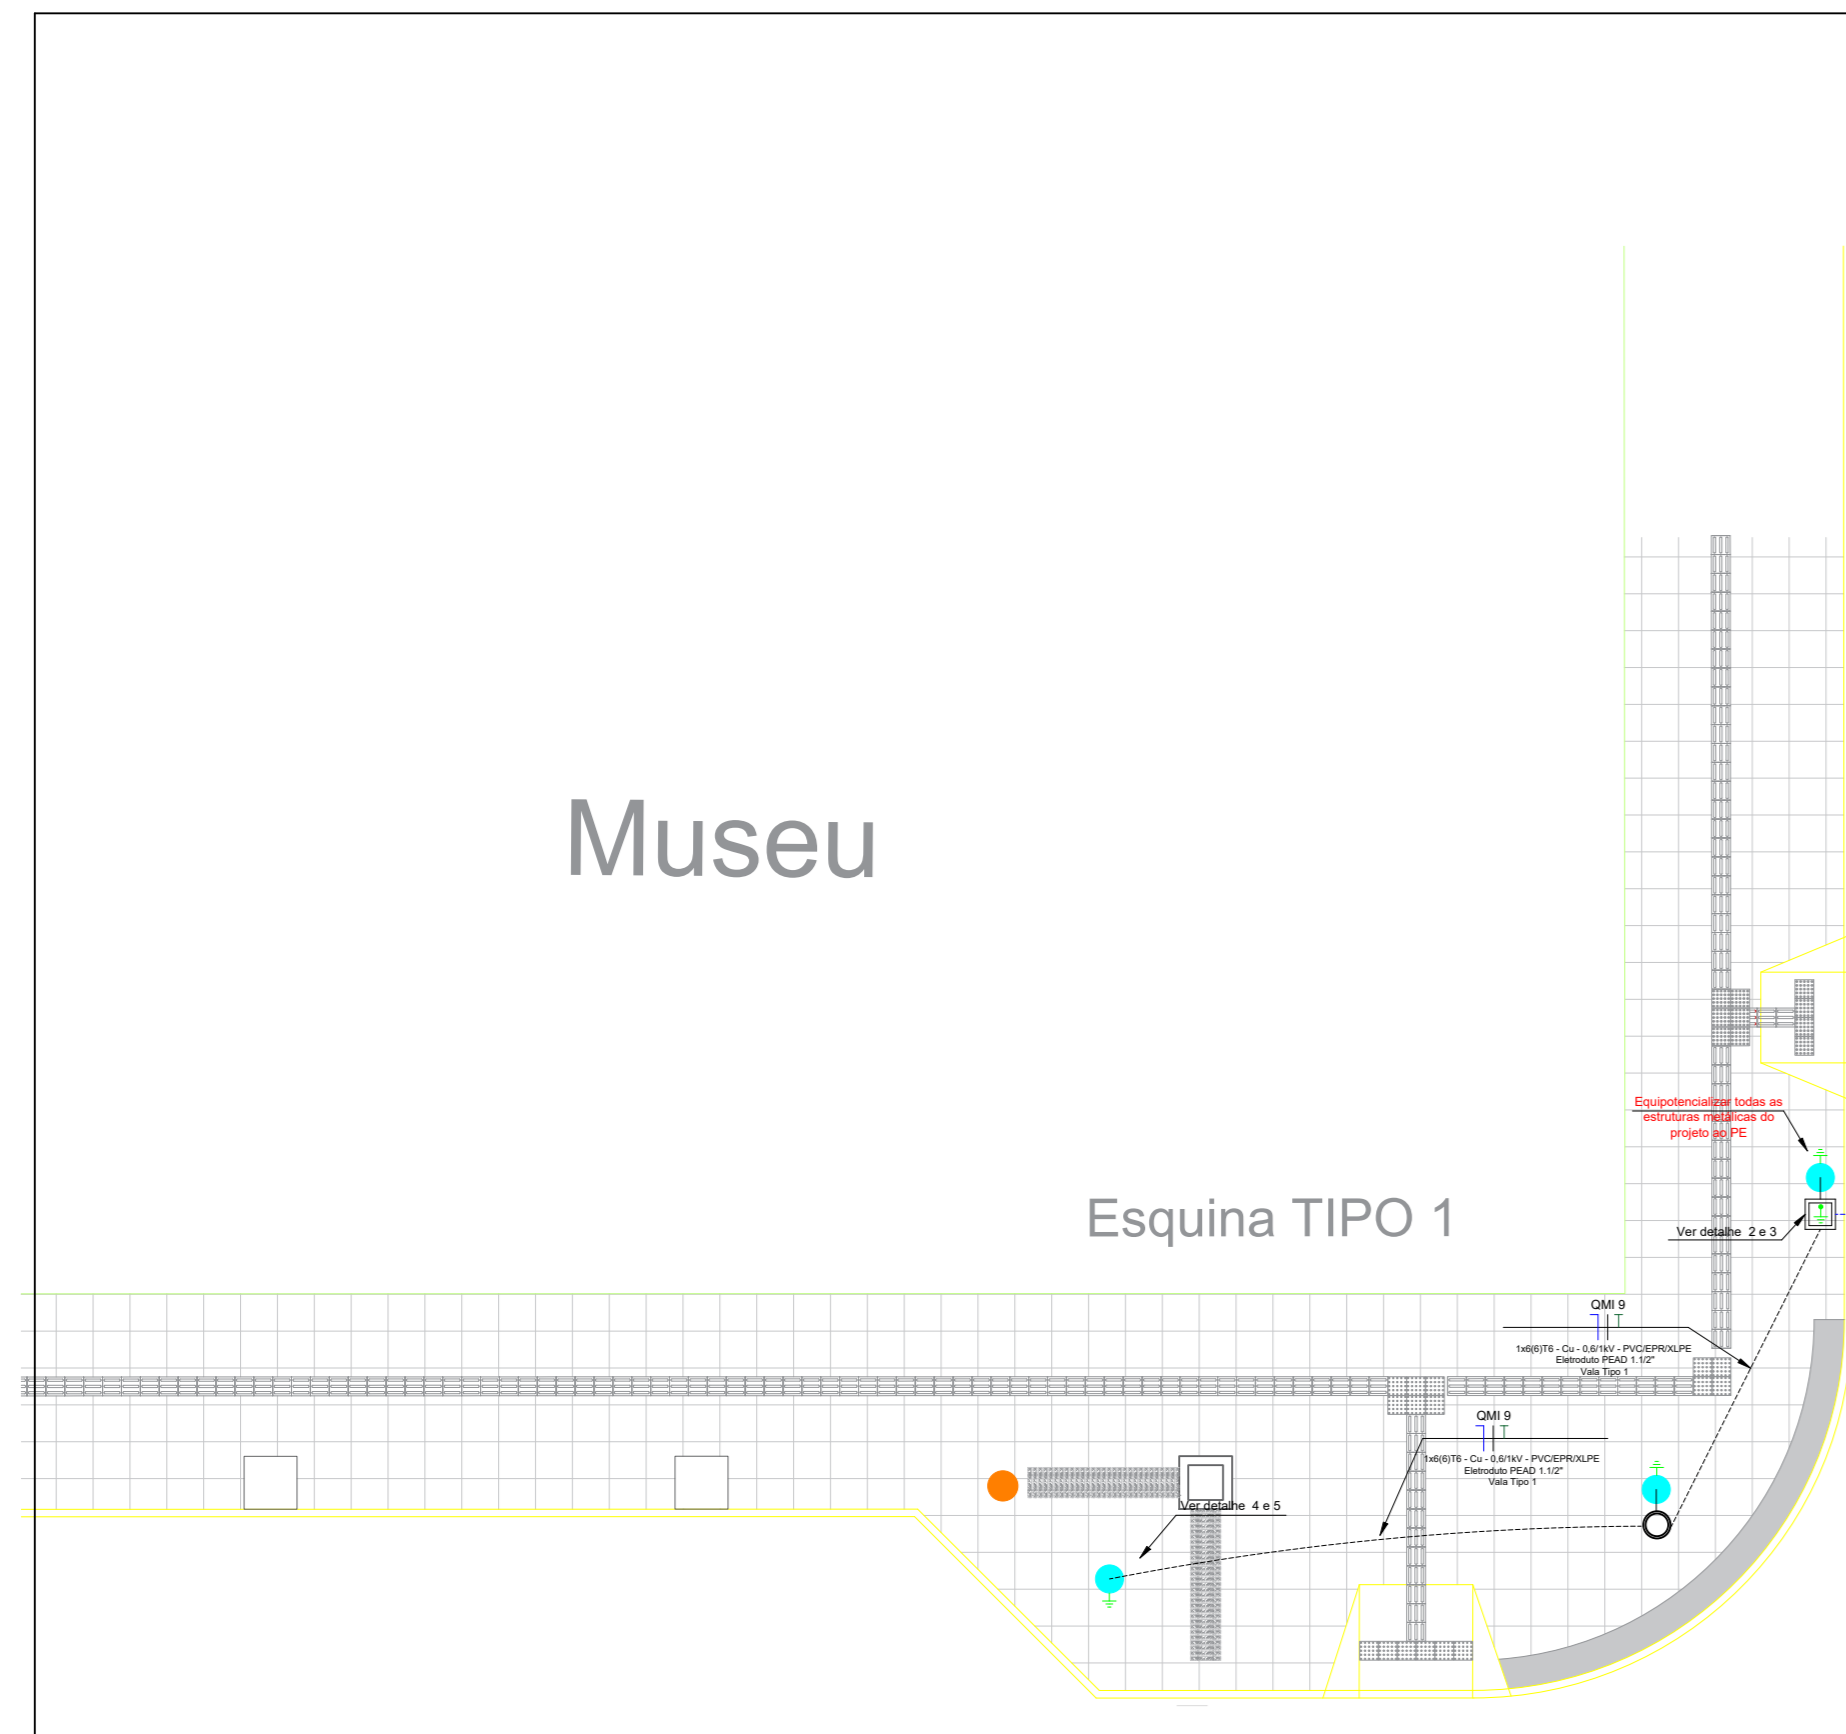 Museu
Equipotencializar todas as
estruturas metálicas do
projeto ao PE
Esquina TIPO 1
Ver detalhe 2 e 3
QMI 9
1x6(6)T6 - Cu - 0,6/1kV - PVC/EPR/XLPE
Eletroduto PEAD 1.1/2"
Vala Tipo 1
QMI 9
1x6(6)T6 - Cu - 0,6/1kV - PVC/EPR/XLPE
Eletroduto PEAD 1.1/2"
Vala Tipo 1
Ver detalhe 4 e 5